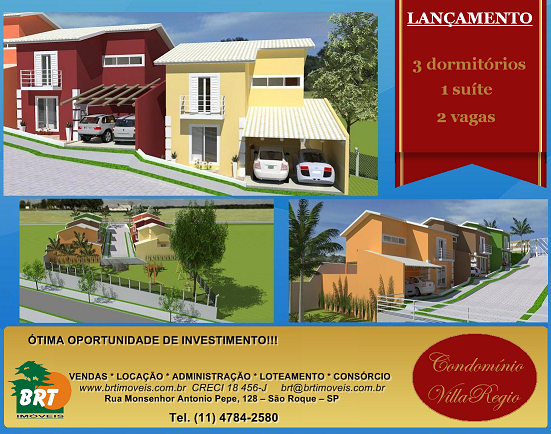 LANÇAMENTO
3 dormitórios
1 suíte
2 vagas
ÓTIMA OPORTUNIDADE DE INVESTIMENTO!!!
VENDAS * LOCAÇÃO * ADMINISTRAÇÃO * LOTEAMENTO * CONSÓRCIO
www.brtimoveis.com.br CRECI 18 456-J brt@brtimoveis.com.br
Rua Monsenhor Antonio Pepe, 128 – São Roque – SP
Tel. (11) 4784-2580
BRT
IMÓVEIS
Condomínio
VillaRegio